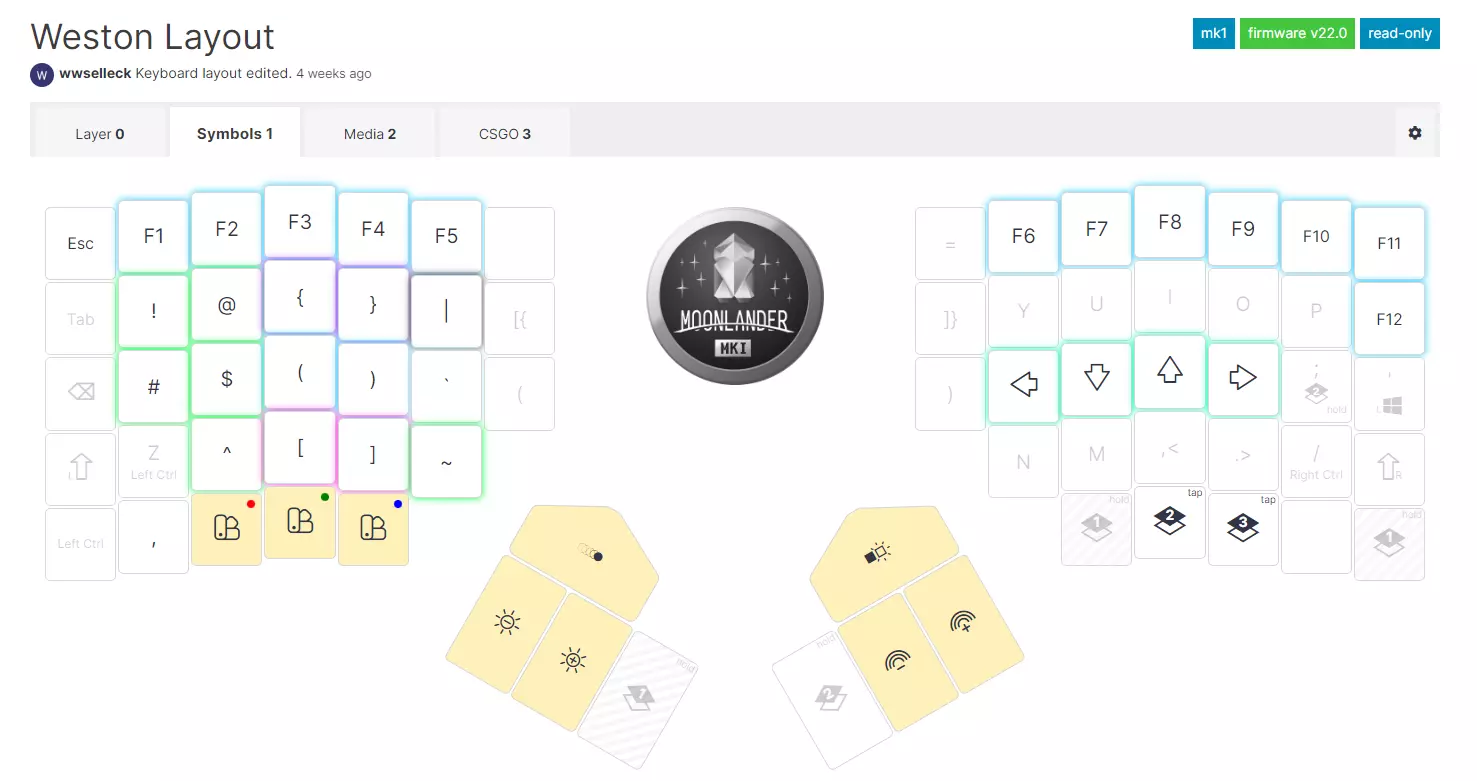 Weston Layout
mk1 firmware v22.0 read-only
W wwselleck Keyboard layout edited. 4 weeks ago
Layer 0 Symbols 1 Media 2 CSGO 3
Esc F1 F2 F3 F4 F5 = F6 F7 F8 F9 F10 F11
Tab ! @ { } | [{ ]} Y U I O P F12
# $ ( ) ` ( ) ; 2 hold ' L
MOONLANDER
MK1
L Z Left Ctrl ^ [ ] ~ N M ,< .> / Right Ctrl R
Left Ctrl , hold 1 tap 2 tap 3 hold 1
hold 1 hold 2